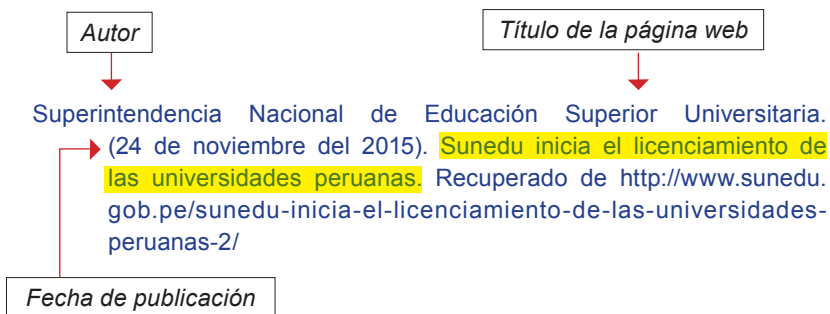 Autor
Título de la página web
Superintendencia Nacional de Educación Superior Universitaria.
(24 de noviembre del 2015). Sunedu inicia el licenciamiento de
las universidades peruanas. Recuperado de http://www.sunedu.
gob.pe/sunedu-inicia-el-licenciamiento-de-las-universidades-
peruanas-2/
Fecha de publicación